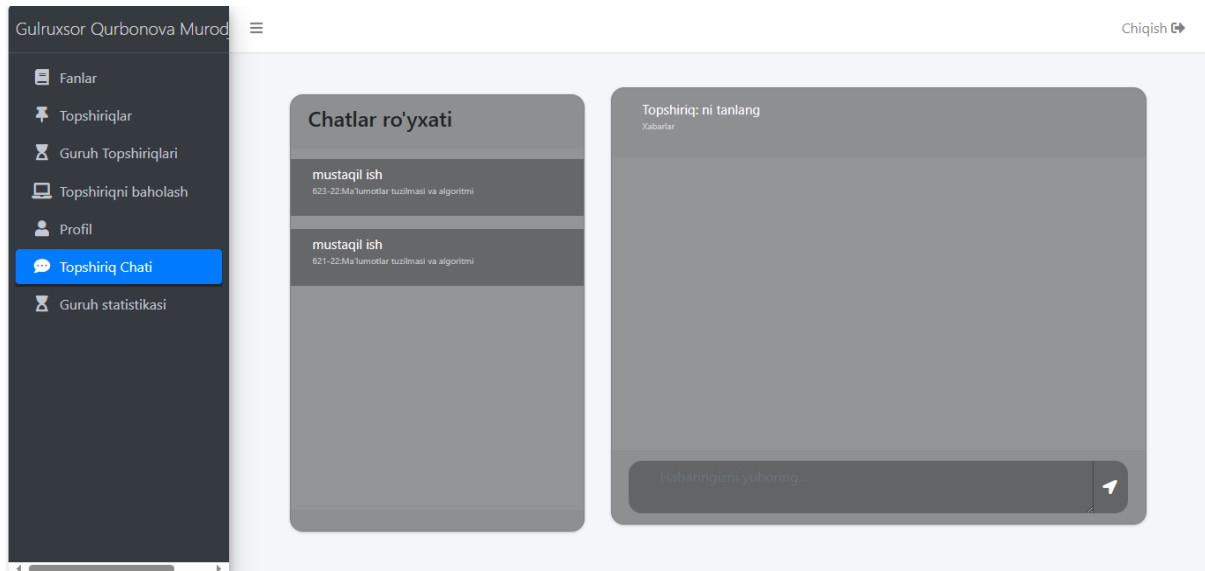 Gulruxsor Qurbonova Murod
Chiqish
Fanlar
Topshiriqlar
Guruh Topshiriqlari
Topshiriqni baholash
Profil
Topshiriq Chati
Guruh statistikasi
Chatlar ro'yxati
mustaqil ish
623-22:Ma'lumotlar tuzilmasi va algoritmi
mustaqil ish
621-22:Ma'lumotlar tuzilmasi va algoritmi
Topshiriq: ni tanlang
Xabarlar
Habaringizni yuboring...